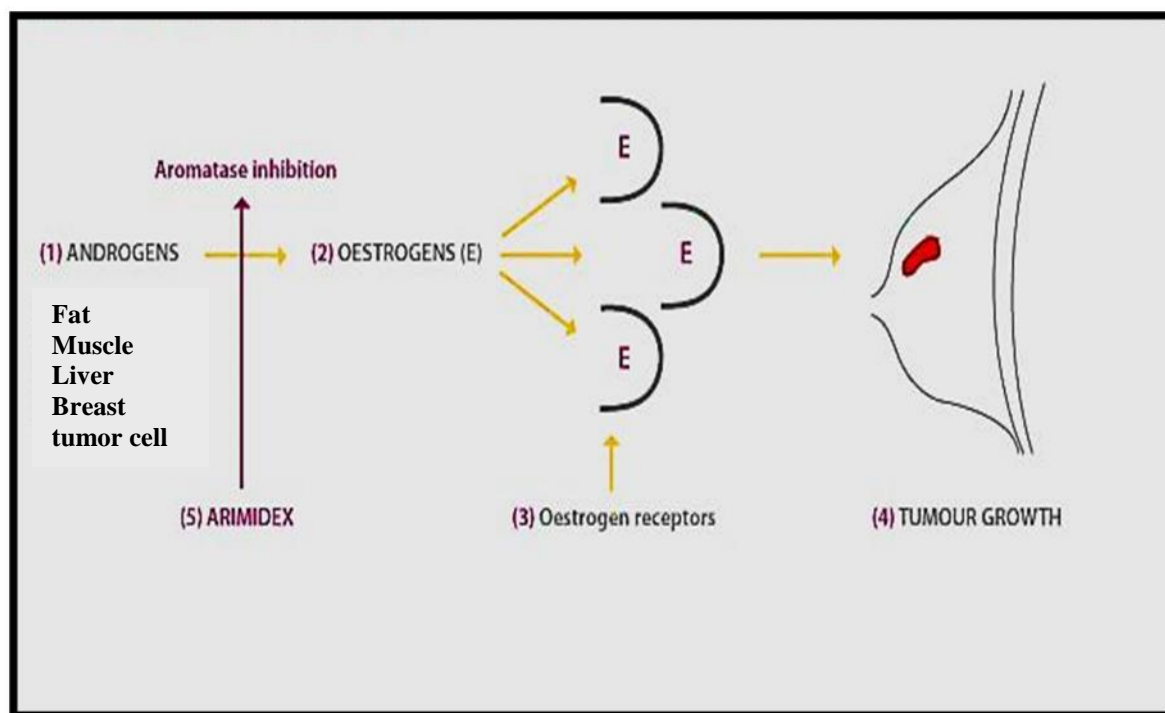 Aromatase inhibition
(1) ANDROGENS
(2) OESTROGENS (E)
E
E
E
Fat
Muscle
Liver
Breast
tumor cell
(5) ARIMIDEX
(3) Oestrogen receptors
(4) TUMOUR GROWTH